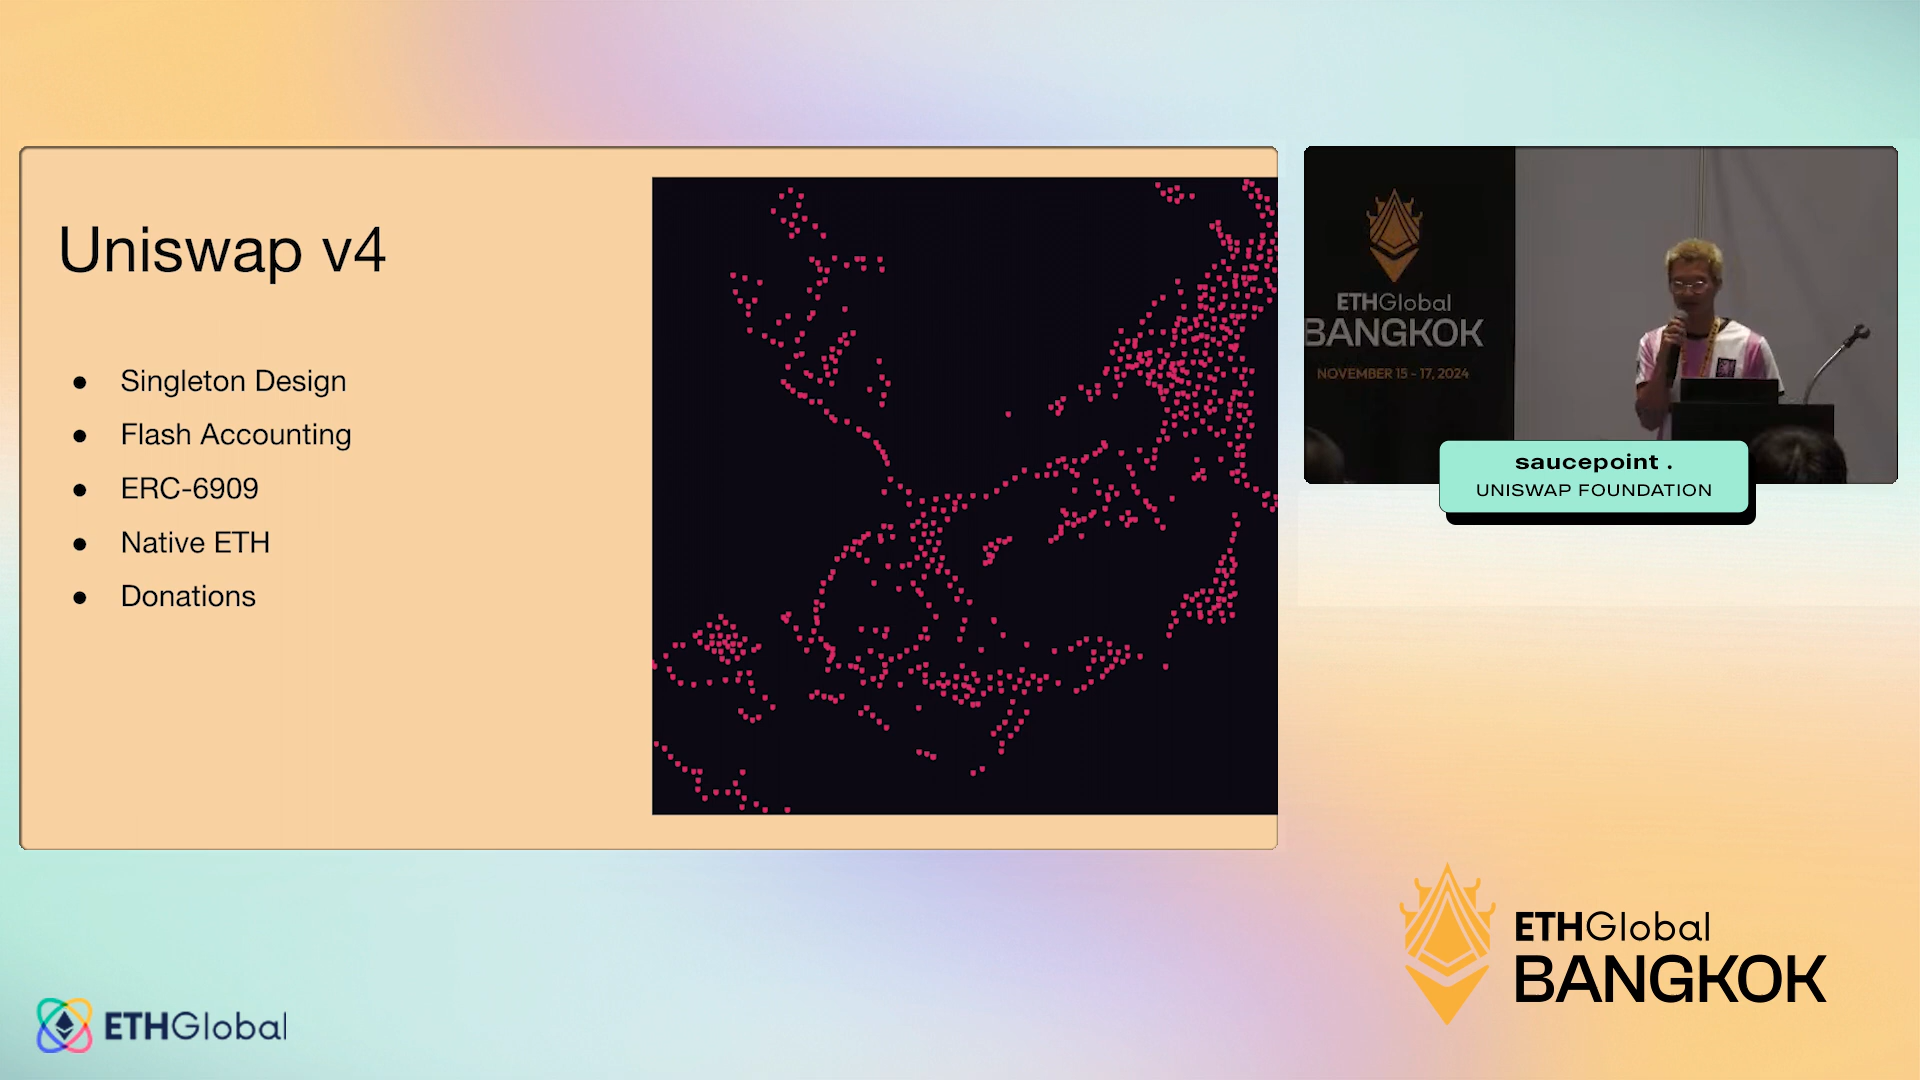 Uniswap v4
Singleton Design
Flash Accounting
ERC-6909
Native ETH
Donations
ETHGlobal
BANGKOK
NOVEMBER 15 - 17, 2024
saucepoint .
UNISWAP FOUNDATION
ETHGlobal
BANGKOK
ETHGlobal